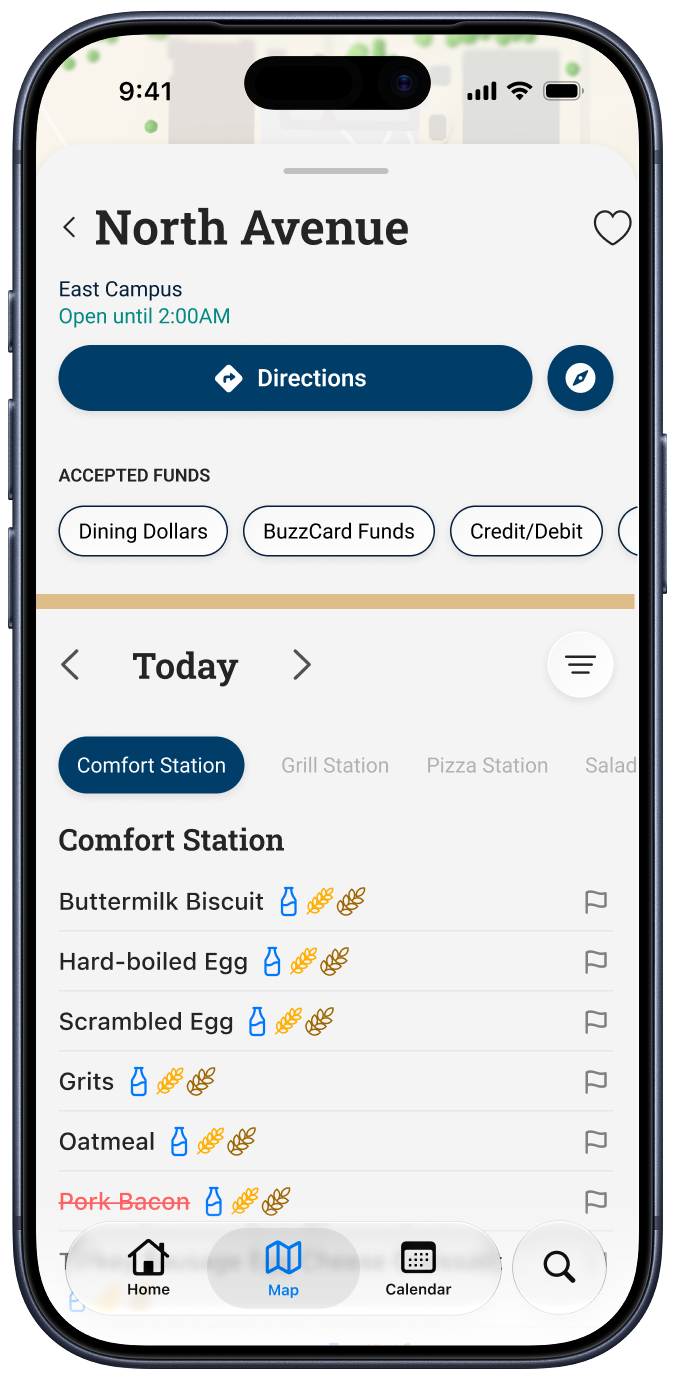 9:41
North Avenue
East Campus
Open until 2:00AM
Directions
ACCEPTED FUNDS
Dining Dollars
BuzzCard Funds
Credit/Debit
Today
Comfort Station
Grill Station
Pizza Station
Salad
Comfort Station
Buttermilk Biscuit
Hard-boiled Egg
Scrambled Egg
Grits
Oatmeal
Pork Bacon
Home
Map
Calendar